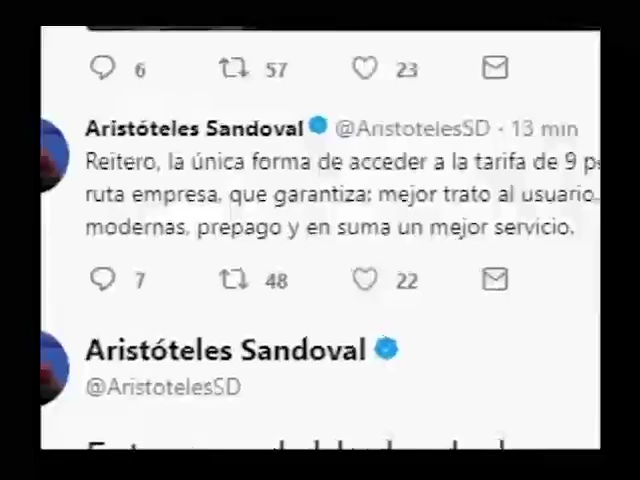 6 57 23
Aristóteles Sandoval @AristotelesSD · 13 min
Reitero, la única forma de acceder a la tarifa de 9
ruta empresa, que garantiza: mejor trato al usuario,
modernas, prepago y en suma un mejor servicio.
7 48 22
Aristóteles Sandoval
@AristotelesSD